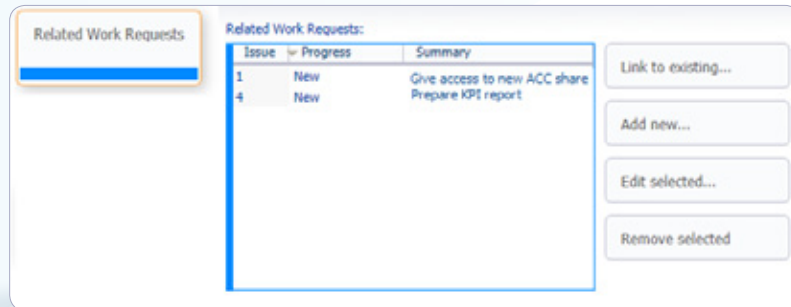 Related Work Requests
Related Work Requests:
Issue Progress Summary
1 New Give access to new ACC share
4 New Prepare KPI report
Link to existing...
Add new...
Edit selected...
Remove selected